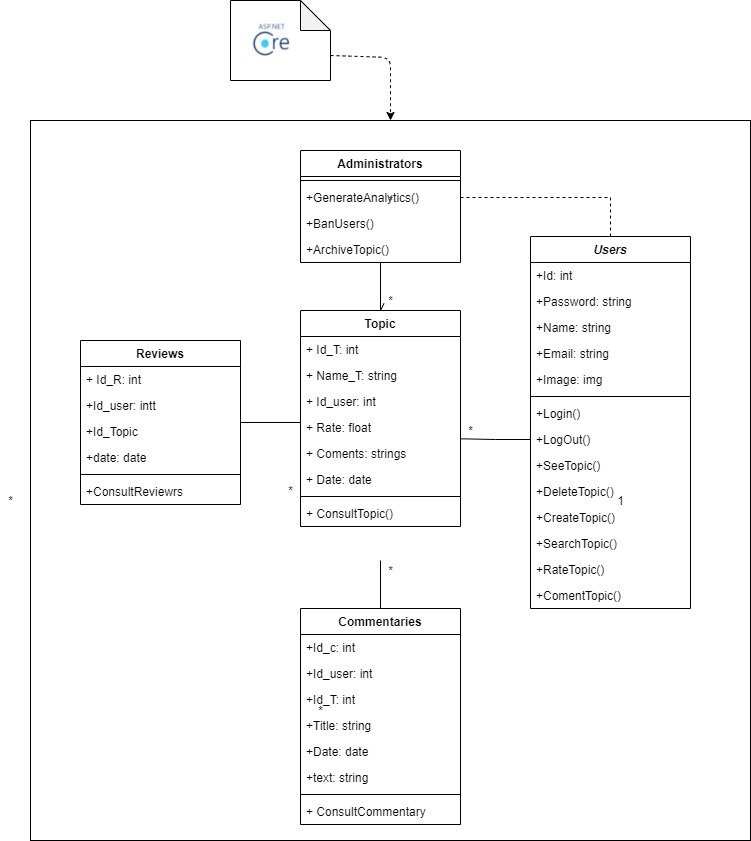 ASP.NET
Core
Administrators
+GenerateAnalytics()
+BanUsers()
+ArchiveTopic()
*
Users
+Id: int
+Password: string
+Name: string
+Email: string
+Image: img
+Login()
+LogOut()
+SeeTopic()
+DeleteTopic()
1
+CreateTopic()
+SearchTopic()
+RateTopic()
+ComentTopic()
Topic
+ Id_T: int
+ Name_T: string
+ Id_user: int
+ Rate: float
+ Coments: strings
+ Date: date
+ ConsultTopic()
*
*
Reviews
+ Id_R: int
+Id_user: intt
+Id_Topic
+date: date
+ConsultReviewrs
*
*
Commentaries
+Id_c: int
+Id_user: int
+Id_T: int
*
+Title: string
+Date: date
+text: string
+ ConsultCommentary